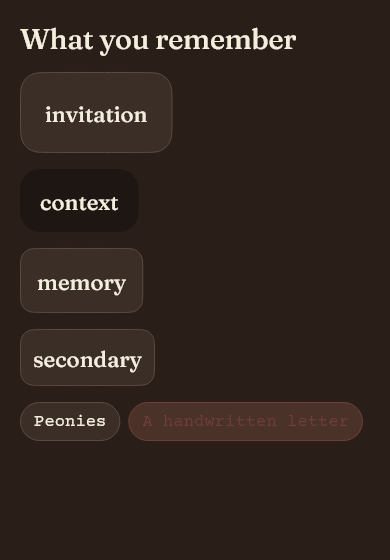 What you remember
invitation
context
memory
secondary
Peonies
A handwritten letter